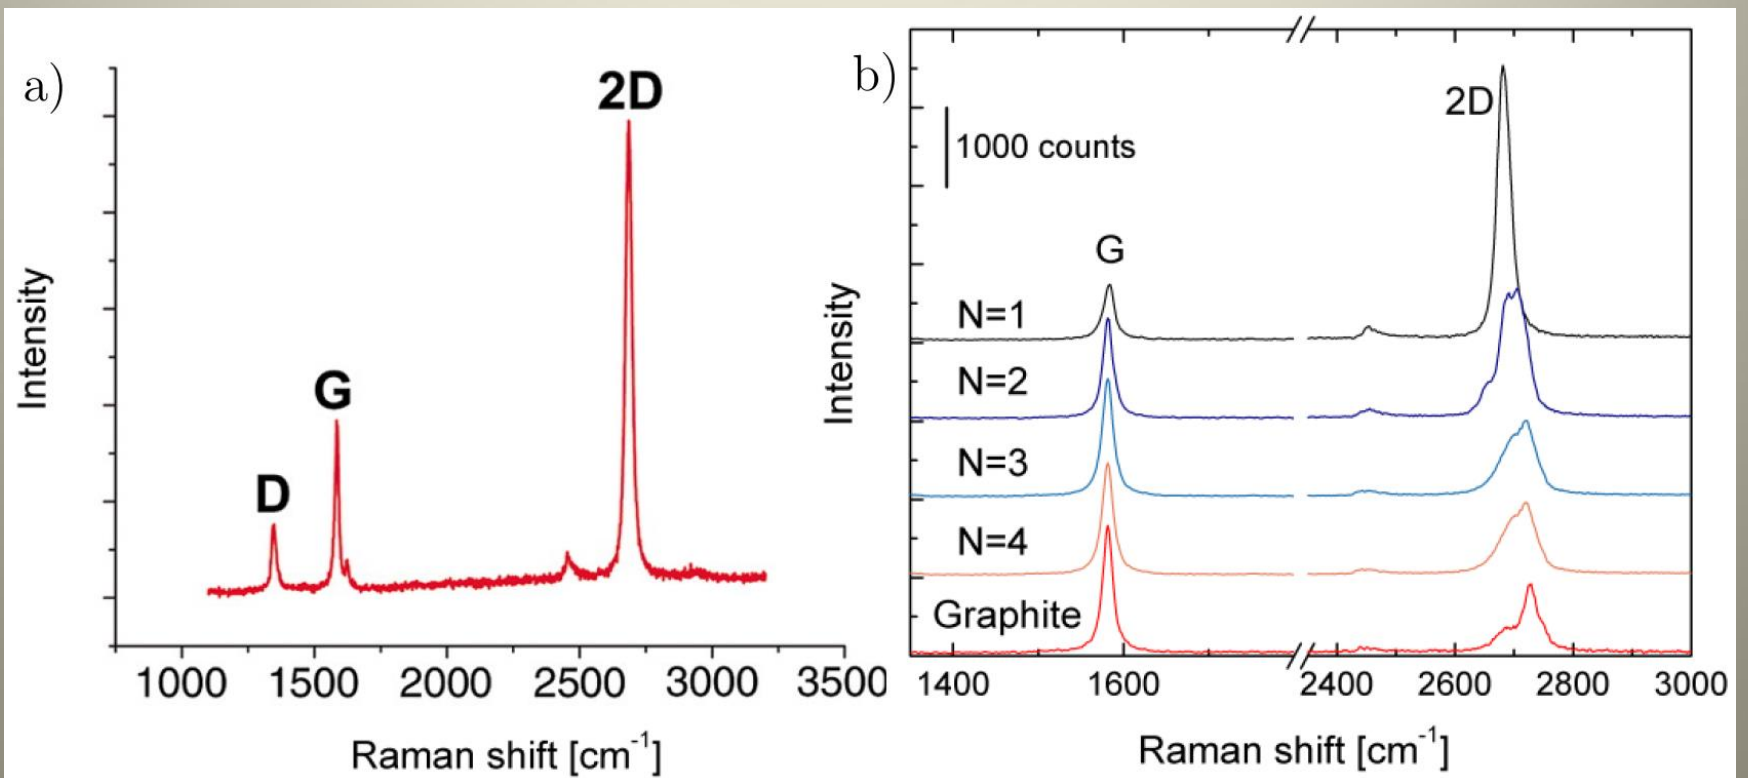 a)
2D
G
D
Intensity
1000 1500 2000 2500 3000 3500
Raman shift [cm⁻¹]
b)
2D
1000 counts
G
N=1
N=2
N=3
N=4
Graphite
Intensity
1400 1600 2400 2600 2800 3000
Raman shift [cm⁻¹]